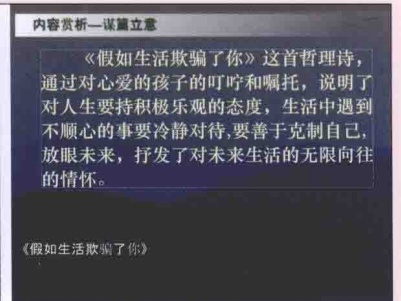 内容赏析—谋篇立意
《假如生活欺骗了你》这首哲理诗，
通过对心爱的孩子的叮咛和嘱托，说明了
对人生要持积极乐观的态度，生活中遇到
不顺心的事要冷静对待,要善于克制自己,
放眼未来，抒发了对未来生活的无限向往
的情怀。
《假如生活欺骗了你》